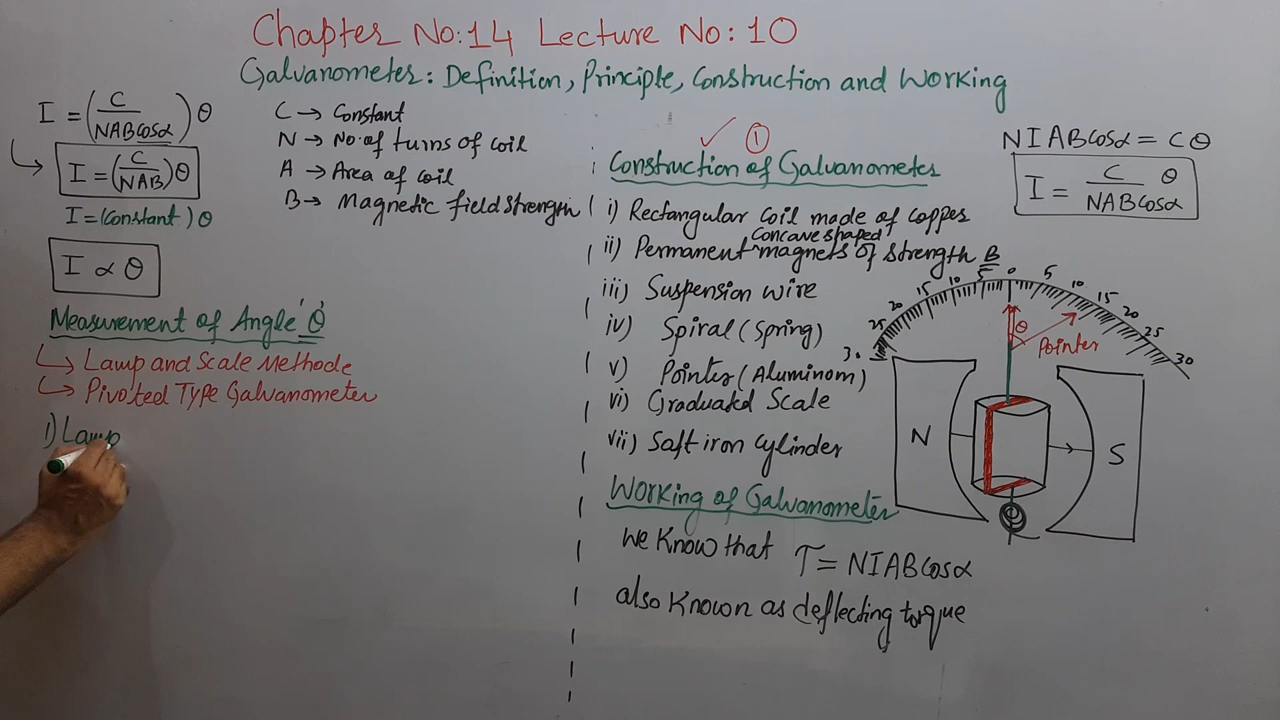 Chapter No:14 Lecture No:10
Galvanometer: Definition, Principle, Construction and Working
I = (C / NABCosα) θ
I = (C / NAB) θ
I = (Constant) θ
I ∝ θ
C → Constant
N → No. of turns of coil
A → Area of coil
B → Magnetic field Strength
Measurement of Angle 'θ'
Lamp and Scale Methode
Pivoted Type Galvanometer
i) Lamp
①
Construction of Galvanometer
i) Rectangular coil made of copper
Concave shaped
ii) Permanent magnets of strength B
iii) Suspension wire
iv) Spiral (Spring)
v) Pointer (Aluminom)
vi) Graduated Scale
vii) Saft iron cylinder
Working of Galvanometer
We Know that τ = NIABCosα
also Known as deflecting torque
NIABCosα = Cθ
I = C / NABCosα θ
30 25 20 15 10 5 0 5 10 15 20 25 30
θ
Pointer
N
S